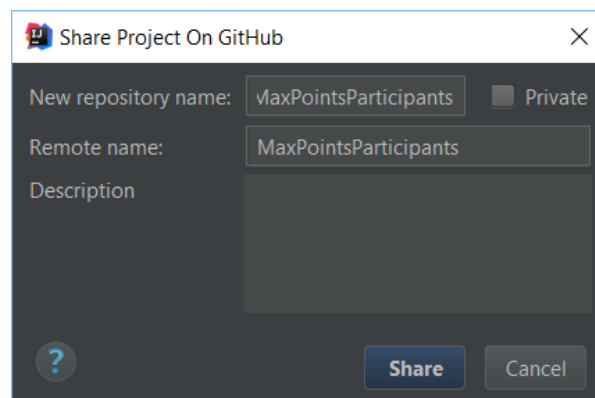 Share Project On GitHub
New repository name: MaxPointsParticipants Private
Remote name: MaxPointsParticipants
Description
?
Share Cancel